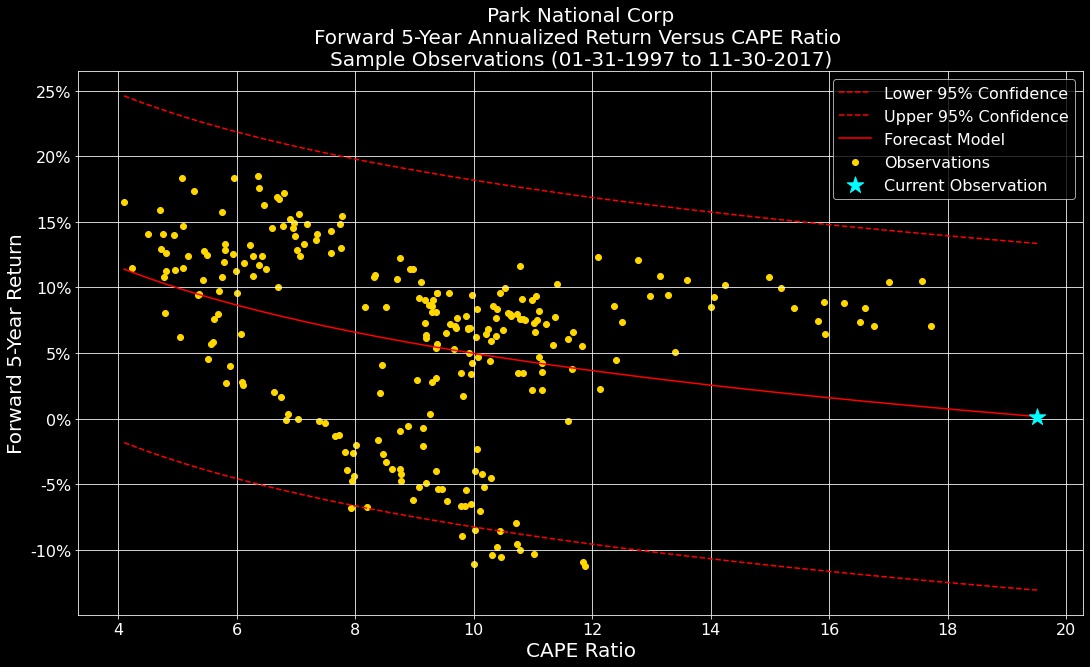 Park National Corp
Forward 5-Year Annualized Return Versus CAPE Ratio
Sample Observations (01-31-1997 to 11-30-2017)
Lower 95% Confidence
Upper 95% Confidence
Forecast Model
Observations
Current Observation
Forward 5-Year Return
25%
20%
15%
10%
5%
0%
-5%
-10%
4 6 8 10 12 14 16 18 20
CAPE Ratio